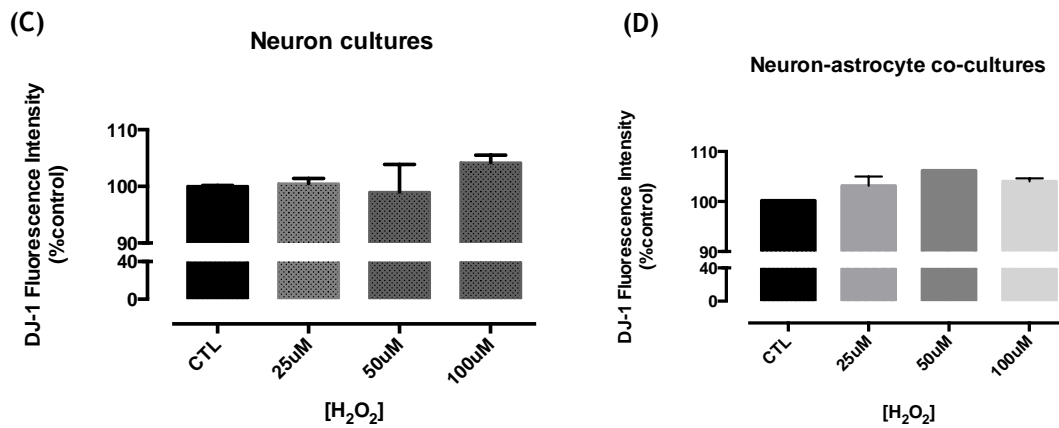 (C)
Neuron cultures
DJ-1 Fluorescence Intensity
(%control)
110
100
90
40
0
CTL
25uM
50uM
100uM
[H₂O₂]
(D)
Neuron-astrocyte co-cultures
DJ-1 Fluorescence Intensity
(%control)
110
100
90
40
0
CTL
25uM
50uM
100uM
[H₂O₂]